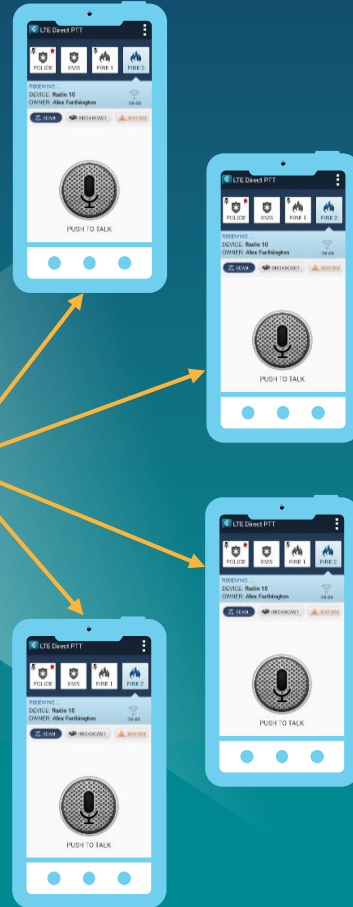 LTE Direct PTT
POLICE EMS FIRE 1 FIRE 2
RECEIVING ...
DEVICE: Radio 10
OWNER: Alex Farthington
SCAN BROADCAST MAYDAY
PUSH TO TALK
LTE Direct PTT
POLICE EMS FIRE 1 FIRE 2
RECEIVING ...
DEVICE: Radio 10
OWNER: Alex Farthington
SCAN BROADCAST MAYDAY
PUSH TO TALK
LTE Direct PTT
POLICE EMS FIRE 1 FIRE 2
RECEIVING ...
DEVICE: Radio 10
OWNER: Alex Farthington
SCAN BROADCAST MAYDAY
PUSH TO TALK
LTE Direct PTT
POLICE EMS FIRE 1 FIRE 2
RECEIVING ...
DEVICE: Radio 10
OWNER: Alex Farthington
SCAN BROADCAST MAYDAY
PUSH TO TALK